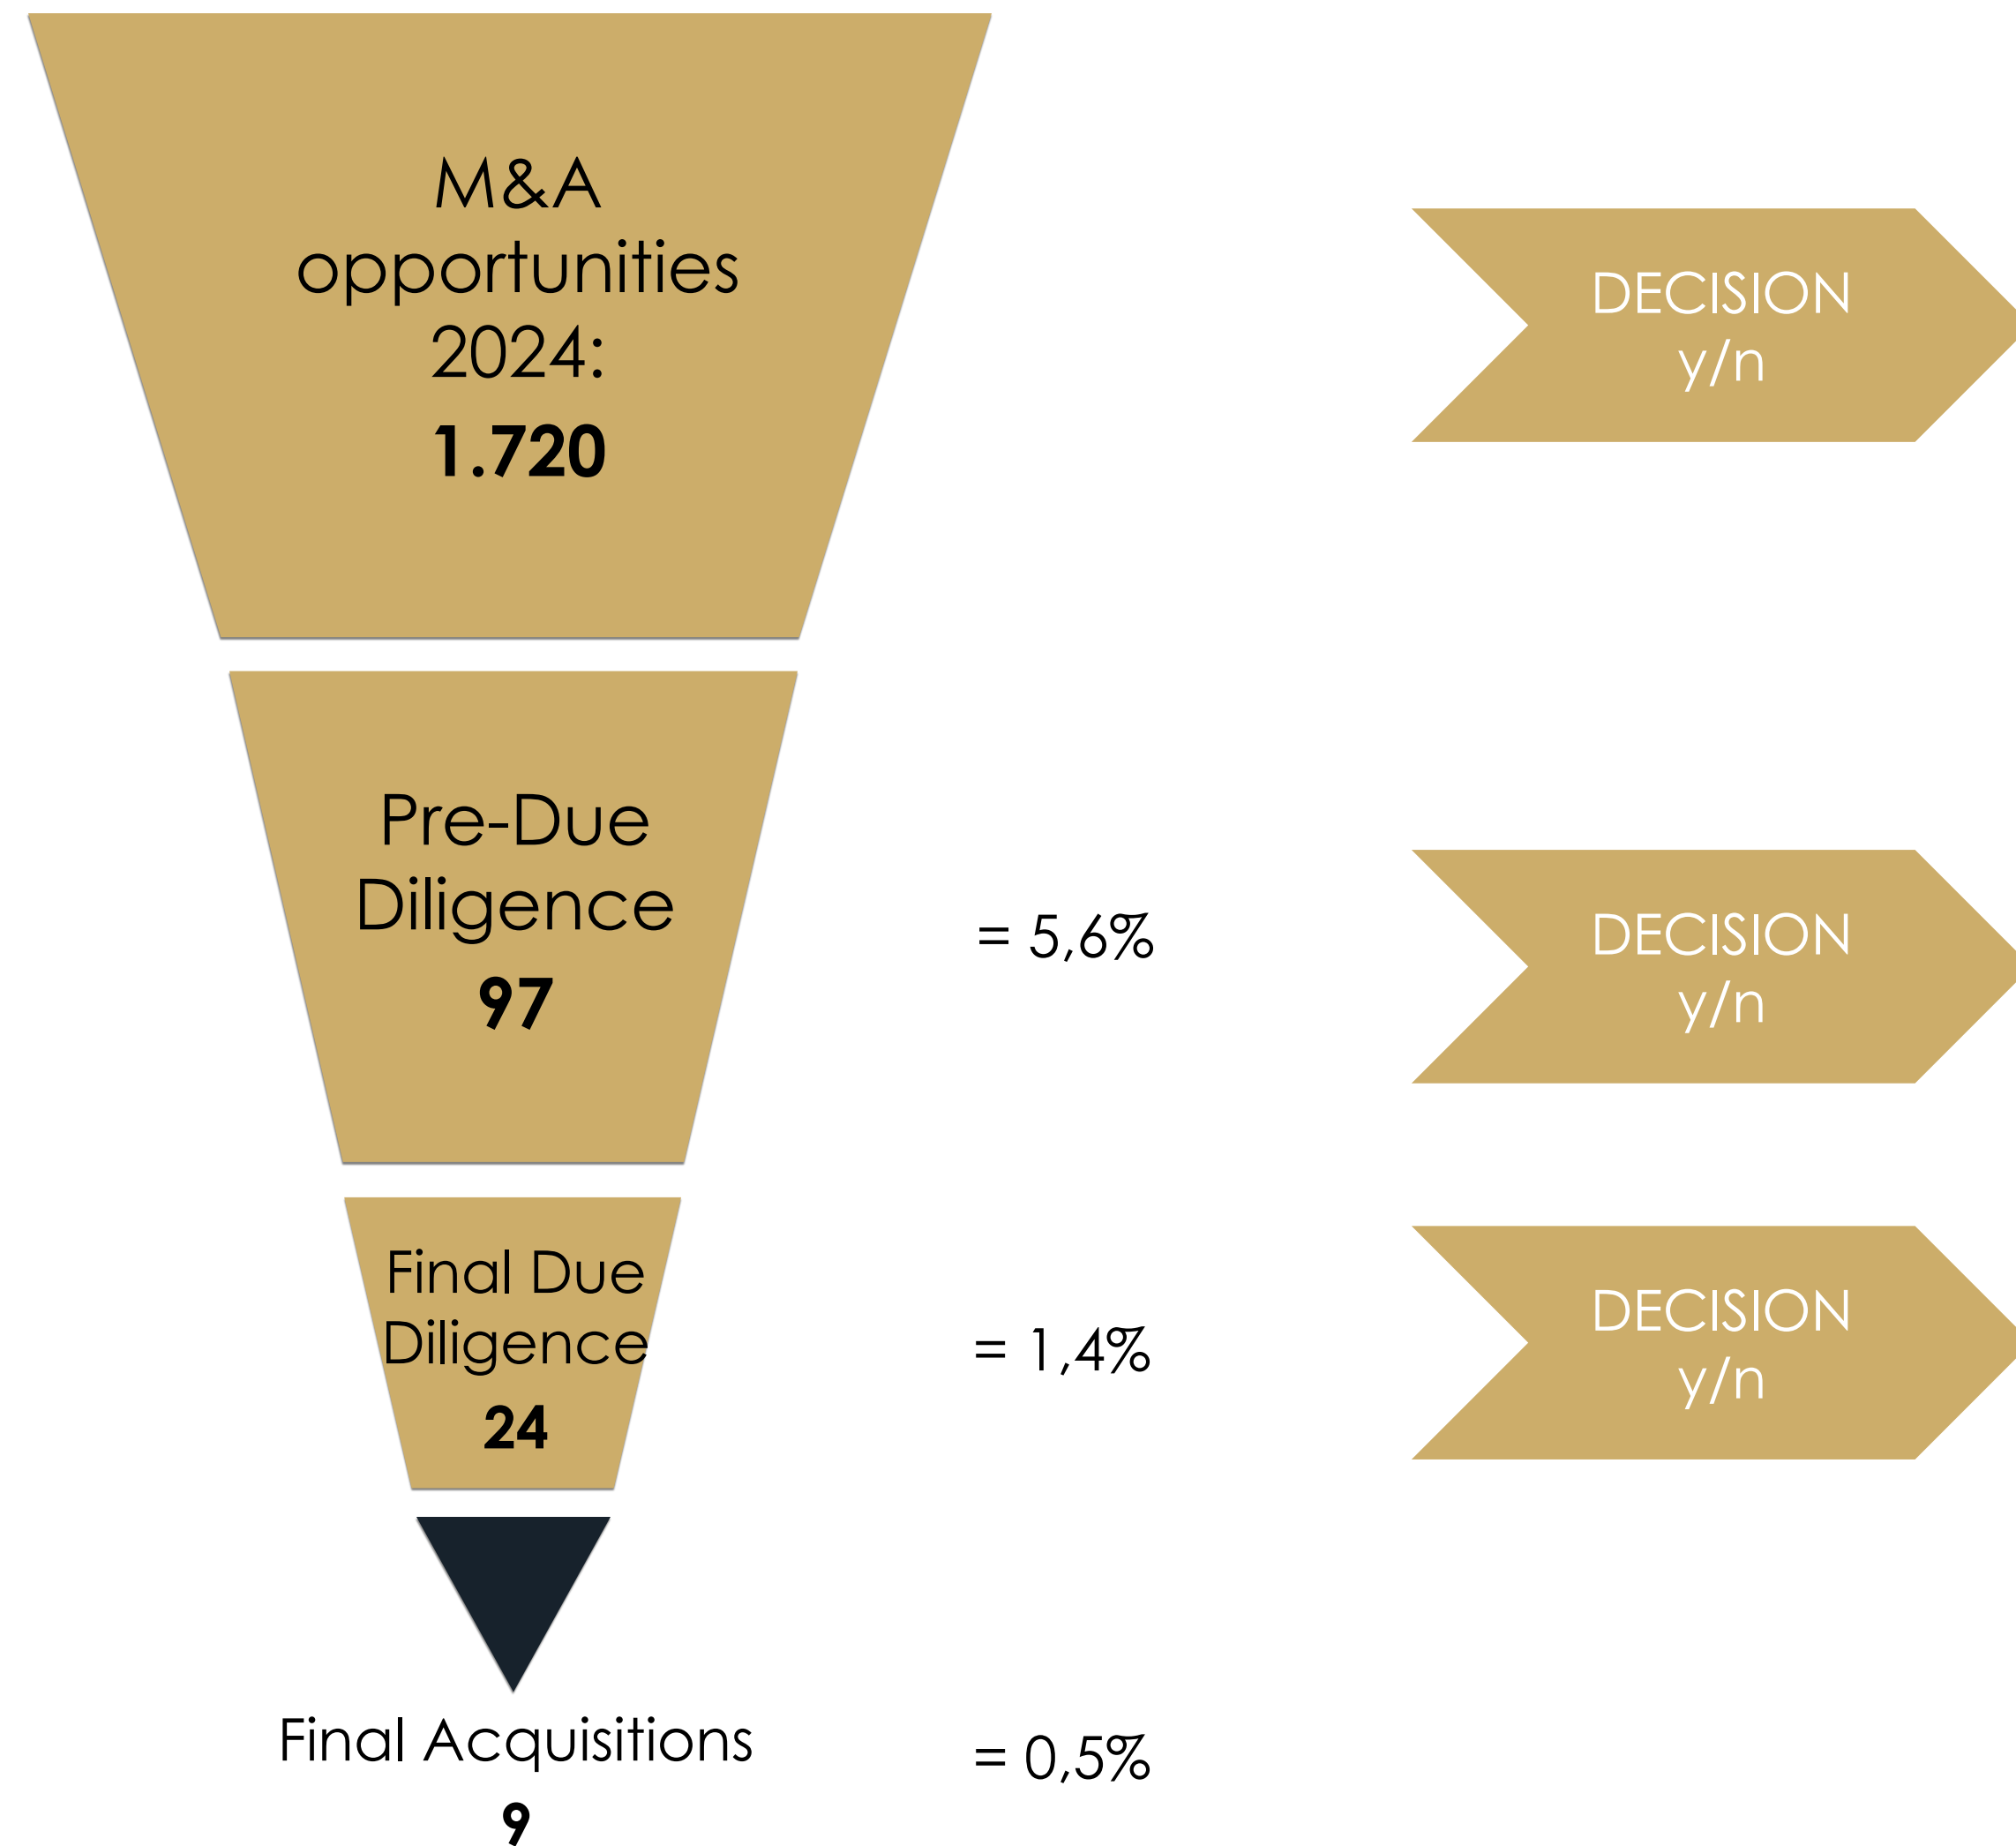 M&A
opportunities
2024:
1.720
DECISION
y/n
Pre-Due
Diligence
97
= 5,6%
DECISION
y/n
Final Due
Diligence
24
= 1,4%
DECISION
y/n
Final Acquisitions
9
= 0,5%